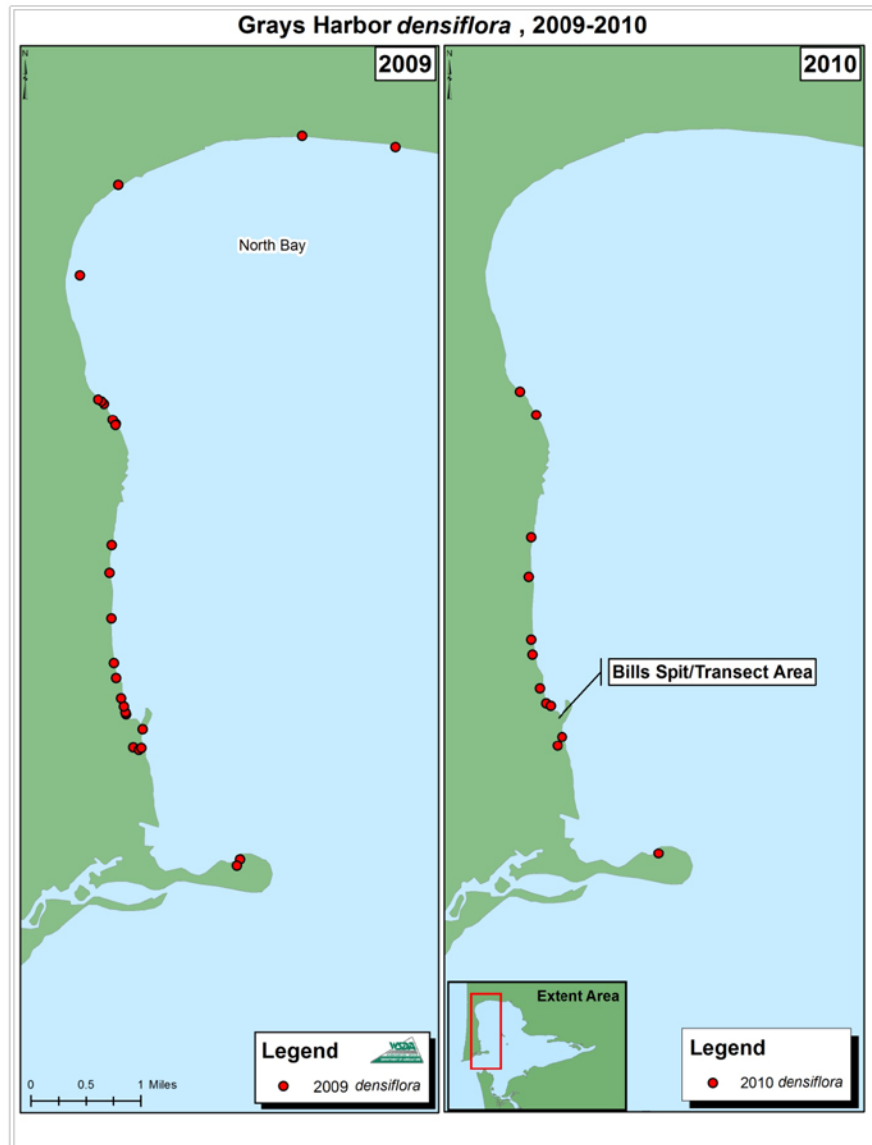 Grays Harbor densiflora , 2009-2010
N
2009
North Bay
Legend
2009 densiflora
0 0.5 1 Miles
N
2010
Bills Spit/Transect Area
Extent Area
Legend
2010 densiflora